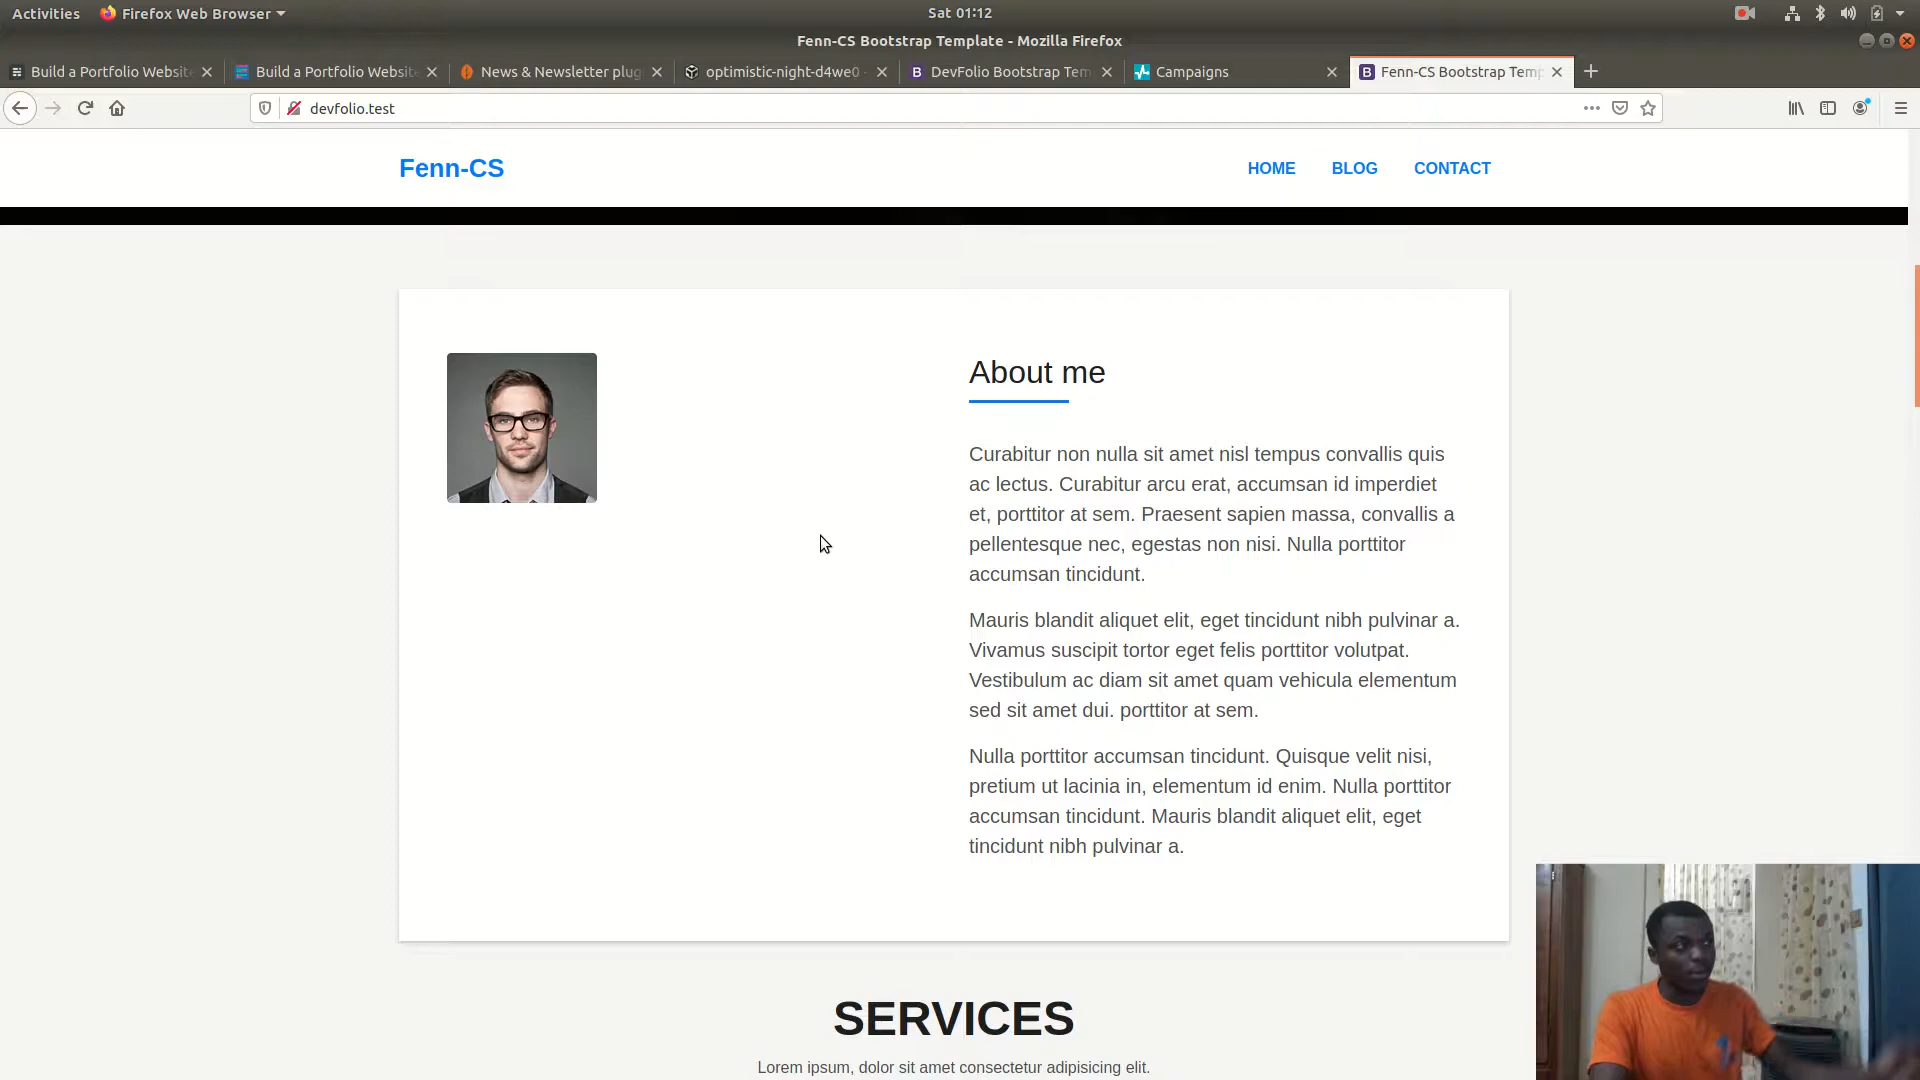 Activities
Firefox Web Browser
Sat 01:12
Fenn-CS Bootstrap Template - Mozilla Firefox
Build a Portfolio Website
Build a Portfolio Website
News & Newsletter plug
optimistic-night-d4we0
DevFolio Bootstrap Tem
Campaigns
Fenn-CS Bootstrap Temp
devfolio.test
Fenn-CS
HOME
BLOG
CONTACT
About me
Curabitur non nulla sit amet nisl tempus convallis quis
ac lectus. Curabitur arcu erat, accumsan id imperdiet
et, porttitor at sem. Praesent sapien massa, convallis a
pellentesque nec, egestas non nisi. Nulla porttitor
accumsan tincidunt.
Mauris blandit aliquet elit, eget tincidunt nibh pulvinar a.
Vivamus suscipit tortor eget felis porttitor volutpat.
Vestibulum ac diam sit amet quam vehicula elementum
sed sit amet dui. porttitor at sem.
Nulla porttitor accumsan tincidunt. Quisque velit nisi,
pretium ut lacinia in, elementum id enim. Nulla porttitor
accumsan tincidunt. Mauris blandit aliquet elit, eget
tincidunt nibh pulvinar a.
SERVICES
Lorem ipsum, dolor sit amet consectetur adipisicing elit.